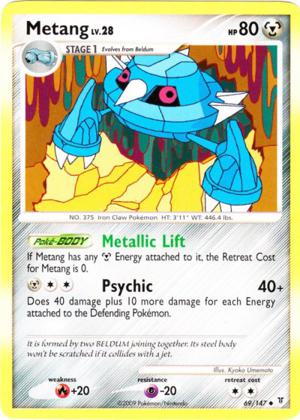 Metang LV.28 HP 80
STAGE 1 Evolves from Beldum
NO. 375 Iron Claw Pokémon HT: 3'11" WT: 446.4 lbs.
Poké-BODY Metallic Lift
If Metang has any Energy attached to it, the Retreat Cost
for Metang is 0.
Psychic 40+
Does 40 damage plus 10 more damage for each Energy
attached to the Defending Pokémon.
It is formed by two BELDUM joining together. Its steel body
won't be scratched if it collides with a jet.
Illus. Kyoko Umemoto
weakness resistance retreat cost
+20 -20
©2009 Pokémon/Nintendo 69/147